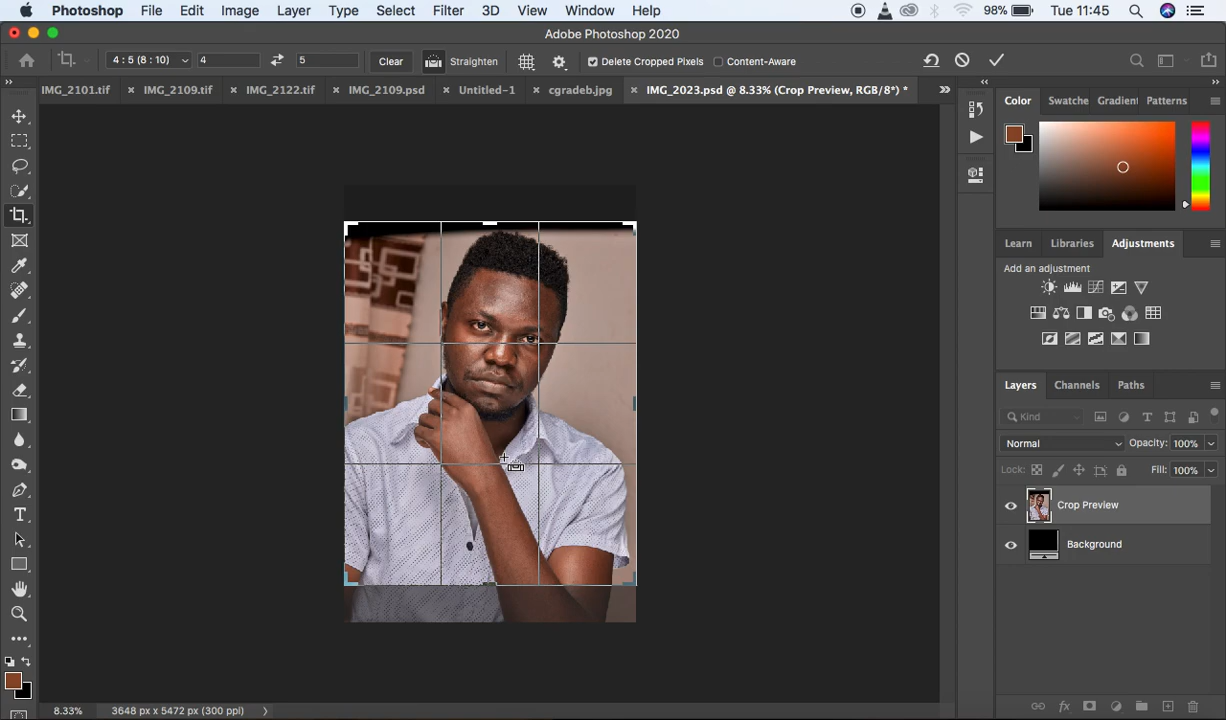 Photoshop File Edit Image Layer Type Select Filter 3D View Window Help 98% Tue 11:45
Adobe Photoshop 2020
4 : 5 (8 : 10) 4 5 Clear Straighten Delete Cropped Pixels Content-Aware
IMG_2101.tif × IMG_2109.tif × IMG_2122.tif × IMG_2109.psd × Untitled-1 × cgradeb.jpg × IMG_2023.psd @ 8.33% (Crop Preview, RGB/8*) *
Color Swatche Gradient Patterns
Learn Libraries Adjustments
Add an adjustment
Layers Channels Paths
Kind
Normal Opacity: 100%
Lock: Fill: 100%
Crop Preview
Background
T
8.33% 3648 px x 5472 px (300 ppi)
fx